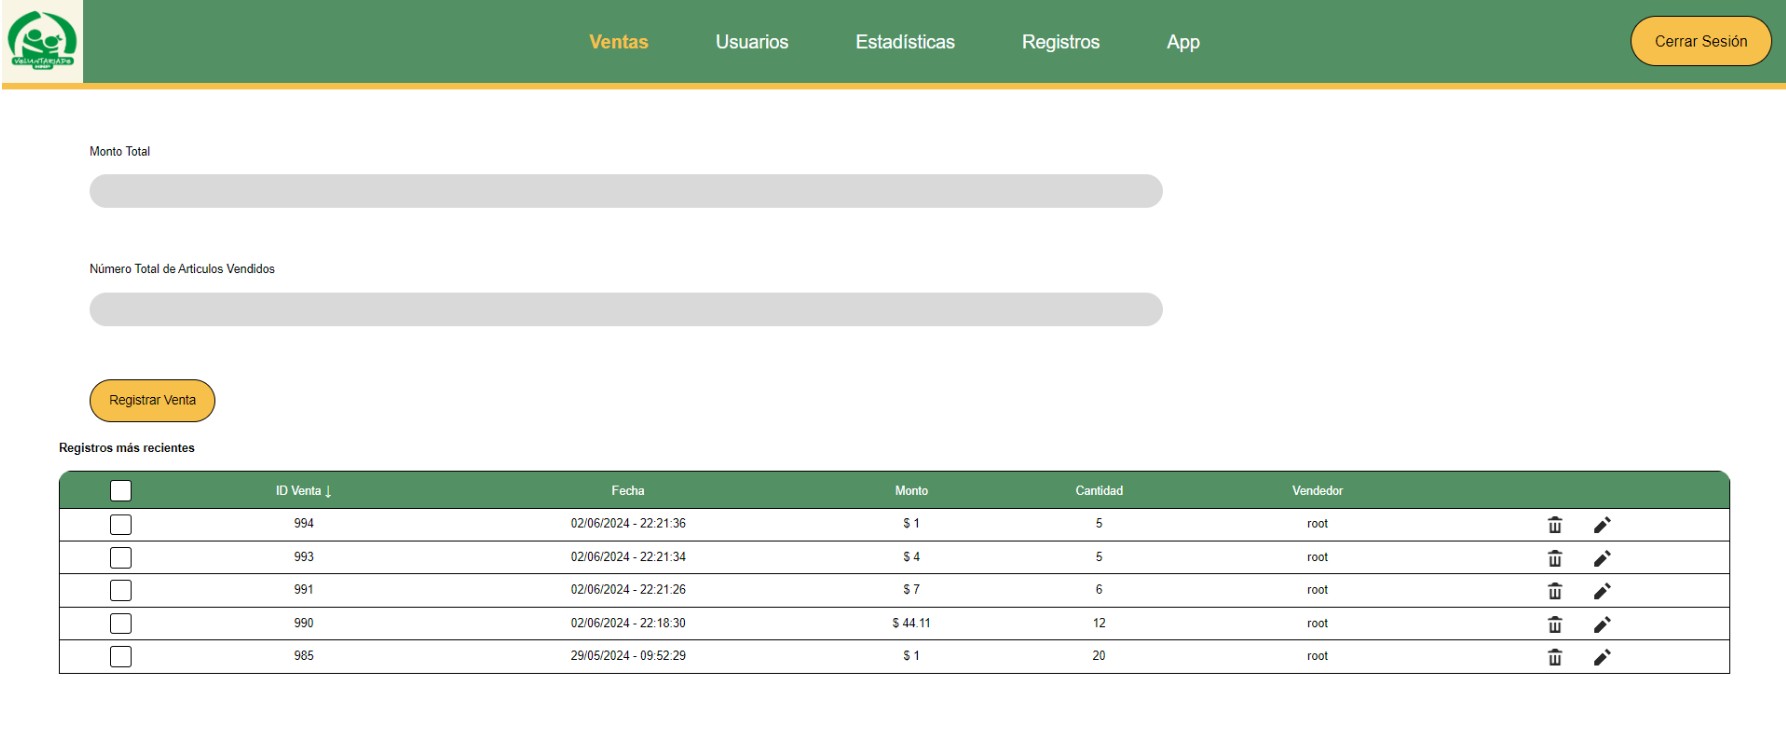 VOLUNTARIADO
Ventas Usuarios Estadísticas Registros App Cerrar Sesión
Monto Total
Número Total de Articulos Vendidos
Registrar Venta
Registros más recientes
ID Venta ↓ Fecha Monto Cantidad Vendedor
994 02/06/2024 - 22:21:36 $ 1 5 root
993 02/06/2024 - 22:21:34 $ 4 5 root
991 02/06/2024 - 22:21:26 $ 7 6 root
990 02/06/2024 - 22:18:30 $ 44.11 12 root
985 29/05/2024 - 09:52:29 $ 1 20 root